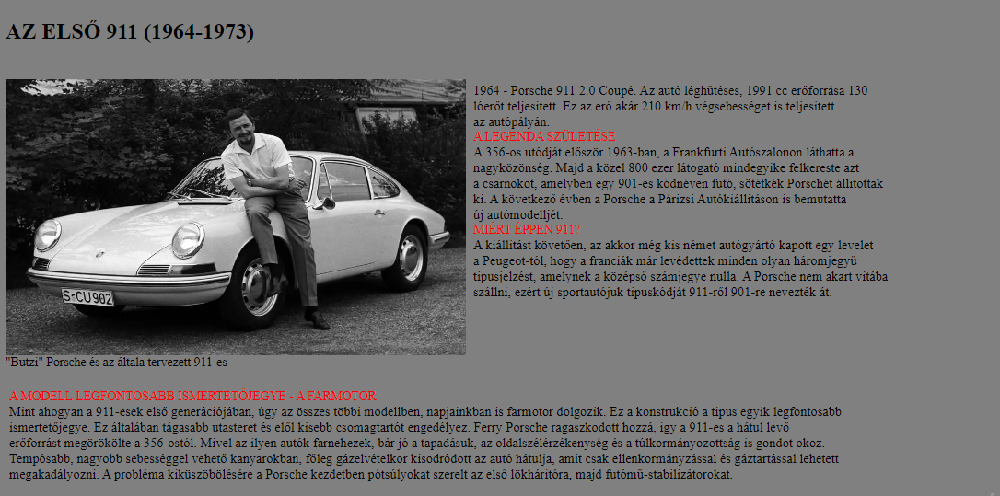 AZ ELSŐ 911 (1964-1973)
1964 - Porsche 911 2.0 Coupé. Az autó léghűtéses, 1991 cc erőforrása 130
lóerőt teljesített. Ez az erő akár 210 km/h végsebességet is teljesített
az autópályán.
A LEGENDA SZÜLETÉSE
A 356-os utódját először 1963-ban, a Frankfurti Autószalonon láthatta a
nagyközönség. Majd a közel 800 ezer látogató mindegyike felkereste azt
a csarnokot, amelyben egy 901-es kódnéven futó, sötétkék Porschét állítottak
ki. A következő évben a Porsche a Párizsi Autókiállításon is bemutatta
új autómodelljét.
MIÉRT ÉPPEN 911?
A kiállítást követően, az akkor még kis német autógyártó kapott egy levelet
a Peugeot-tól, hogy a franciák már levédettek minden olyan háromjegyű
típusjelzést, amelynek a középső számjegye nulla. A Porsche nem akart vitába
szállni, ezért új sportautójuk típuskódját 911-ről 901-re nevezték át.
S-CU902
"Butzi" Porsche és az általa tervezett 911-es
A MODELL LEGFONTOSABB ISMERTETŐJEGYE - A FARMOTOR
Mint ahogyan a 911-esek első generációjában, úgy az összes többi modellben, napjainkban is farmotor dolgozik. Ez a konstrukció a típus egyik legfontosabb
ismertetőjegye. Ez általában tágasabb utasteret és elől kisebb csomagtartót engedélyez. Ferry Porsche ragaszkodott hozzá, így a 911-es a hátul levő
erőforrást megörökölte a 356-ostól. Mivel az ilyen autók farnehezek, bár jó a tapadásuk, az oldalszélérzékenység és a túlkormányozottság is gondot okoz.
Tempósabb, nagyobb sebességgel vehető kanyarokban, főleg gázelvételkor kisodródott az autó hátulja, amit csak ellenkormányzással és gáztartással lehetett
megakadályozni. A probléma kiküszöbölésére a Porsche kezdetben pótsúlyokat szerelt az első lökhárítóra, majd futómű-stabilizátorokat.